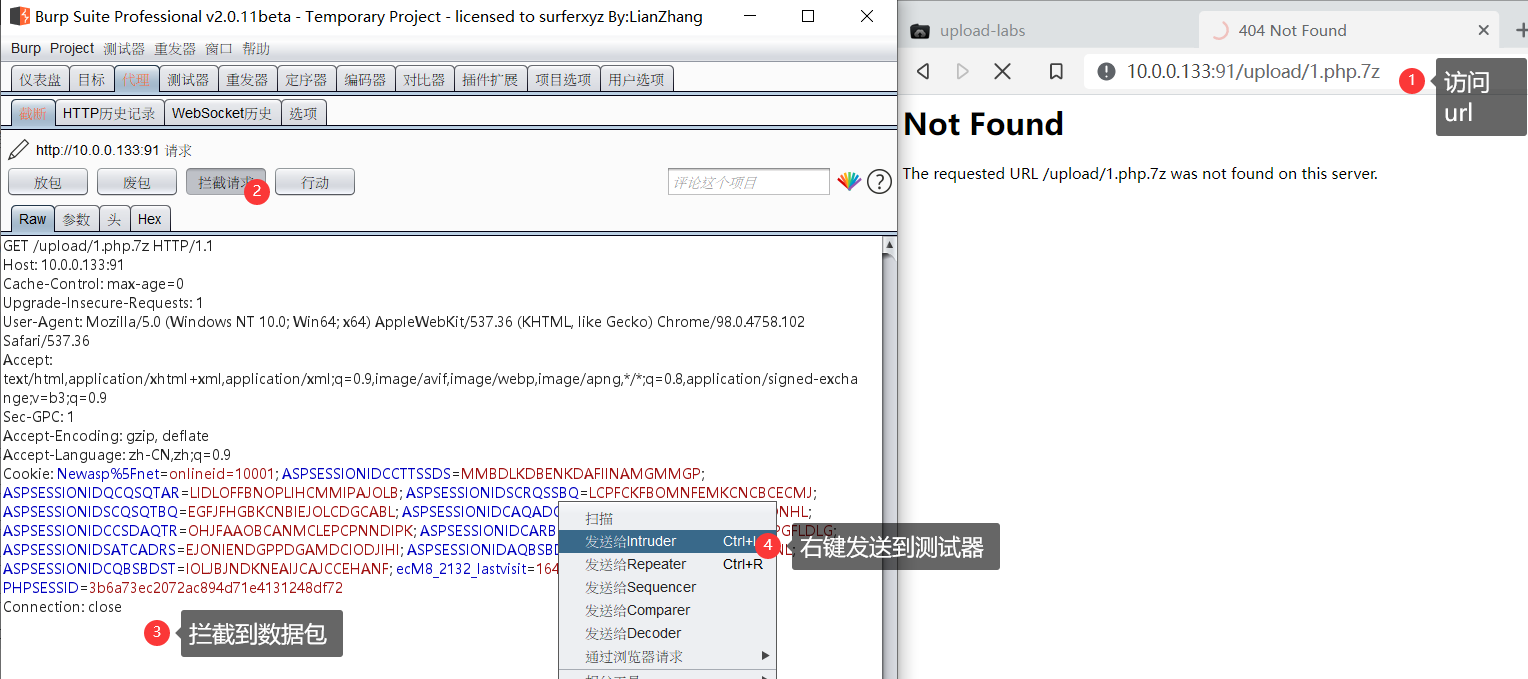 Burp Suite Professional v2.0.11beta - Temporary Project - licensed to surferxyz By:LianZhang
Burp Project 测试器 重发器 窗口 帮助
仪表盘 目标 代理 测试器 重发器 定序器 编码器 对比器 插件扩展 项目选项 用户选项
截断 HTTP历史记录 WebSocket历史 选项
http://10.0.0.133:91 请求
放包 废包 拦截请求 2 行动 评论这个项目 ?
Raw 参数 头 Hex
GET /upload/1.php.7z HTTP/1.1
Host: 10.0.0.133:91
Cache-Control: max-age=0
Upgrade-Insecure-Requests: 1
User-Agent: Mozilla/5.0 (Windows NT 10.0; Win64; x64) AppleWebKit/537.36 (KHTML, like Gecko) Chrome/98.0.4758.102
Safari/537.36
Accept:
text/html,application/xhtml+xml,application/xml;q=0.9,image/avif,image/webp,image/apng,*/*;q=0.8,application/signed-excha
nge;v=b3;q=0.9
Sec-GPC: 1
Accept-Encoding: gzip, deflate
Accept-Language: zh-CN,zh;q=0.9
Cookie: Newasp%5Fnet=onlineid=10001; ASPSESSIONIDCCTTSSDS=MMBDLKDBENKDAFIINAMGMMGP;
ASPSESSIONIDQCQSQTAR=LIDLOFFBNOPLIHCMMIPAJOLB; ASPSESSIONIDSCRQSSBQ=LCPFCKFBOMNFEMKCNCBCECMJ;
ASPSESSIONIDSCQSQTBQ=EGFJFHGBKCNBIEJOLCDGCABL; ASPSESSIONIDCAQADC NHL;
ASPSESSIONIDCCSDAQTR=OHJFAAOBCANMCLEPCPNNDIPK; ASPSESSIONIDCARB PGFLDLG;
ASPSESSIONIDSATCADRS=EJONIENDGPPDGAMDCIODJIHI; ASPSESSIONIDAQBSBD NL;
ASPSESSIONIDCQBSBDST=IOLJBJNDKNEAIJCAJCCEHANF; ecM8_2132_lastvisit=164
PHPSESSID=3b6a73ec2072ac894d71e4131248df72
Connection: close
3 拦截到数据包
扫描
发送给Intruder Ctrl+I
4 右键发送到测试器
发送给Repeater Ctrl+R
发送给Sequencer
发送给Comparer
发送给Decoder
通过浏览器请求
upload-labs
404 Not Found
10.0.0.133:91/upload/1.php.7z
1 访问
url
Not Found
The requested URL /upload/1.php.7z was not found on this server.